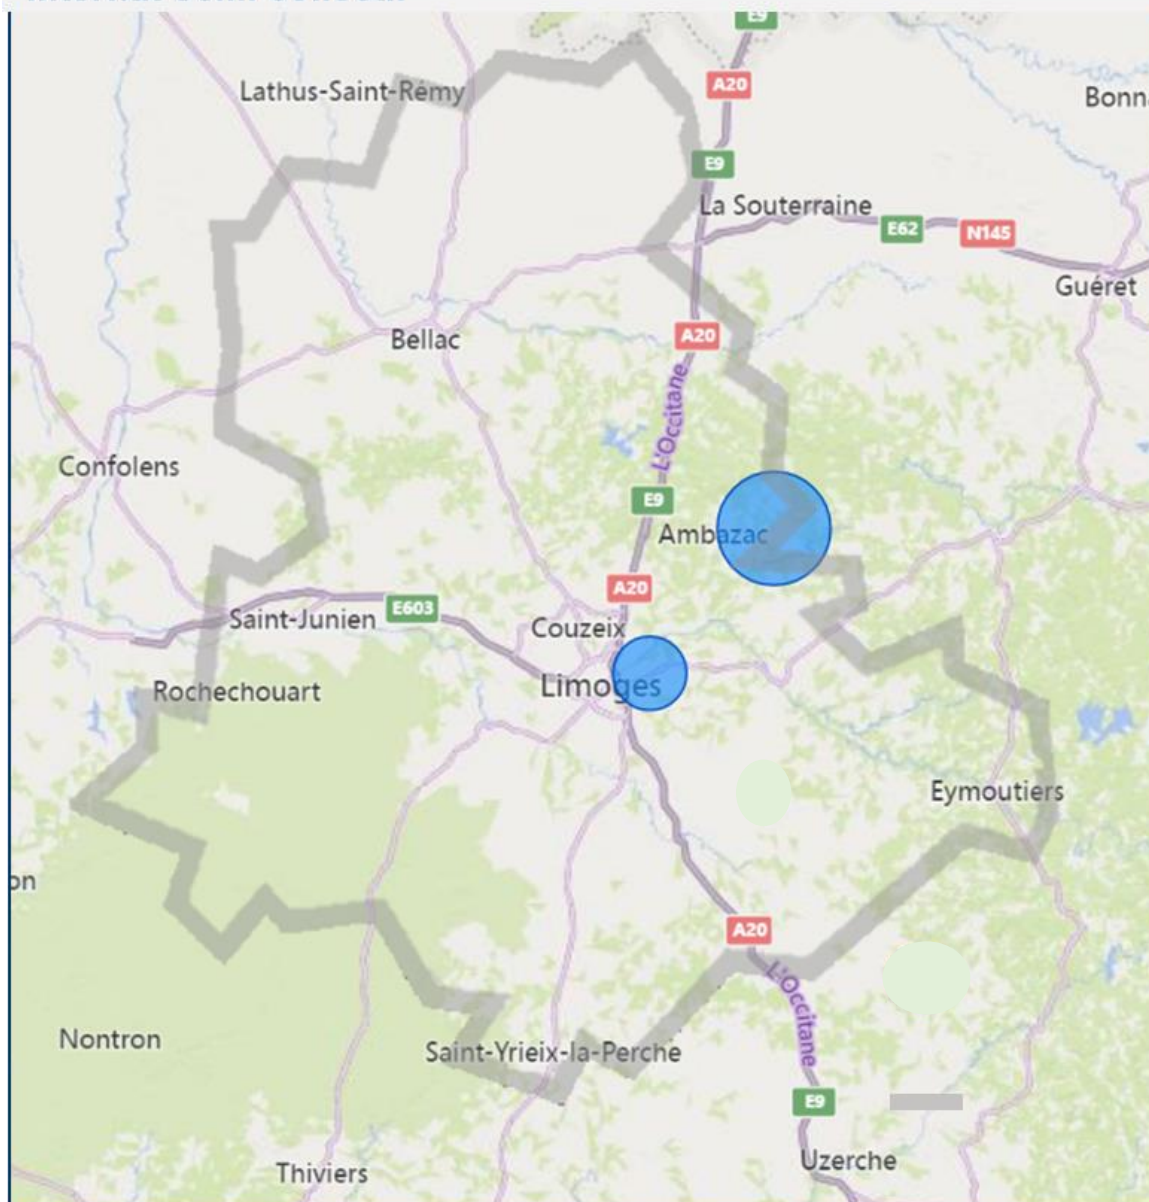 E9
A20
Lathus-Saint-Rémy
Bonn
E9
La Souterraine
E62
N145
Guéret
A20
Bellac
L'Occitane
Confolens
E9
Ambazac
A20
E603
Saint-Junien
Couzeix
Limoges
Rochechouart
Eymoutiers
on
A20
L'Occitane
Nontron
Saint-Yrieix-la-Perche
E9
Uzerche
Thiviers